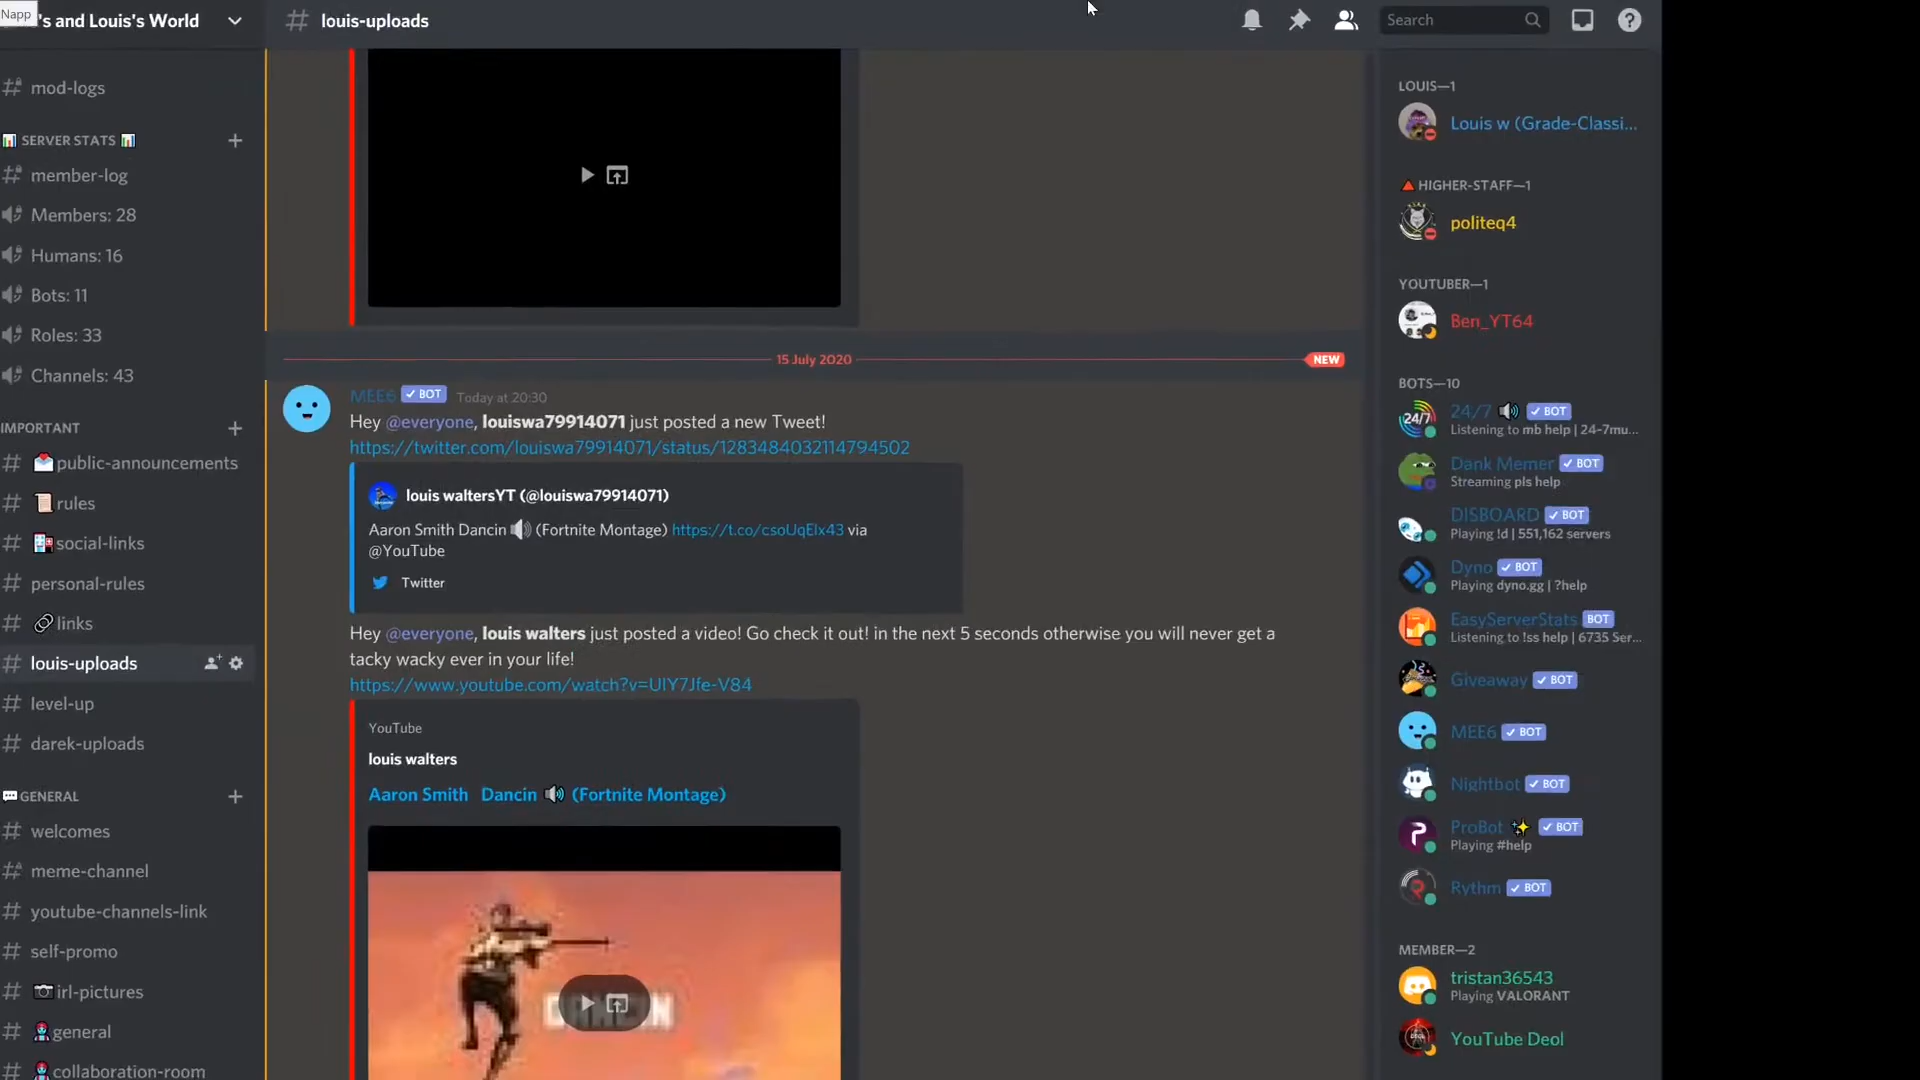 Napp
's and Louis's World
mod-logs
SERVER STATS
member-log
Members: 28
Humans: 16
Bots: 11
Roles: 33
Channels: 43
IMPORTANT
public-announcements
rules
social-links
personal-rules
links
louis-uploads
level-up
darek-uploads
GENERAL
welcomes
meme-channel
youtube-channels-link
self-promo
irl-pictures
general
collaboration-room
louis-uploads
Search
15 July 2020
NEW
MEE6 BOT Today at 20:30
Hey @everyone, louiswa79914071 just posted a new Tweet!
https://twitter.com/louiswa79914071/status/1283484032114794502
louis waltersYT (@louiswa79914071)
Aaron Smith Dancin (Fortnite Montage) https://t.co/csoUqEIx43 via
@YouTube
Twitter
Hey @everyone, louis walters just posted a video! Go check it out! in the next 5 seconds otherwise you will never get a
tacky wacky ever in your life!
https://www.youtube.com/watch?v=UIY7Jfe-V84
YouTube
louis walters
Aaron Smith Dancin (Fortnite Montage)
LOUIS—1
Louis w (Grade-Classi...
HIGHER-STAFF—1
politeq4
YOUTUBER—1
Ben_YT64
BOTS—10
24/7 BOT
Listening to mb help | 24-7mu...
Dank Memer BOT
Streaming pls help
DISBOARD BOT
Playing !d | 551,162 servers
Dyno BOT
Playing dyno.gg | ?help
EasyServerStats BOT
Listening to !ss help | 6735 Ser...
Giveaway BOT
MEE6 BOT
Nightbot BOT
ProBot BOT
Playing #help
Rythm BOT
MEMBER—2
tristan36543
Playing VALORANT
YouTube Deol